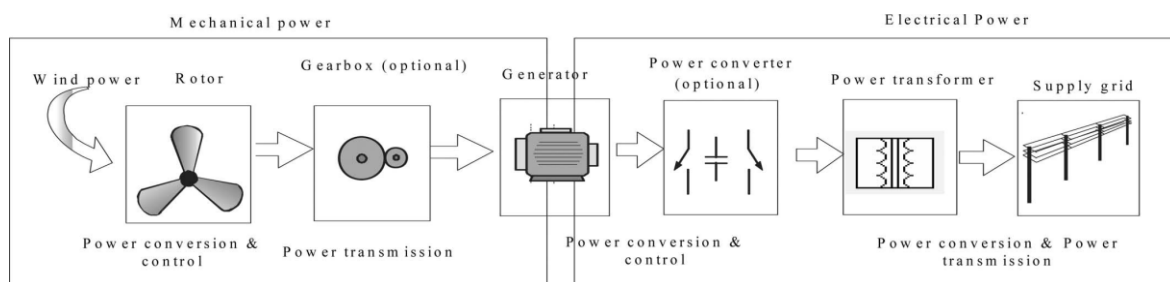 Mechanical power
Electrical Power
Wind power
Rotor
Gearbox (optional)
Generator
Power converter
(optional)
Power transformer
Supply grid
Power conversion &
control
Power transmission
Power conversion &
control
Power conversion & Power
transmission